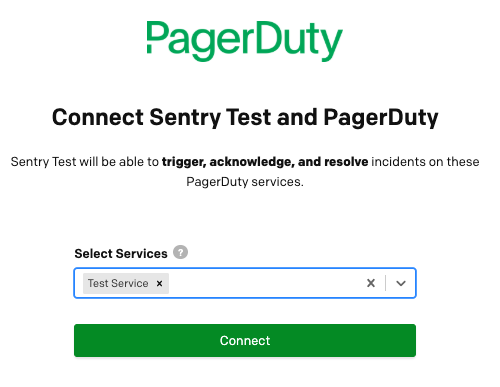 PagerDuty
Connect Sentry Test and PagerDuty
Sentry Test will be able to trigger, acknowledge, and resolve incidents on these
PagerDuty services.
Select Services ?
Test Service ×
Connect